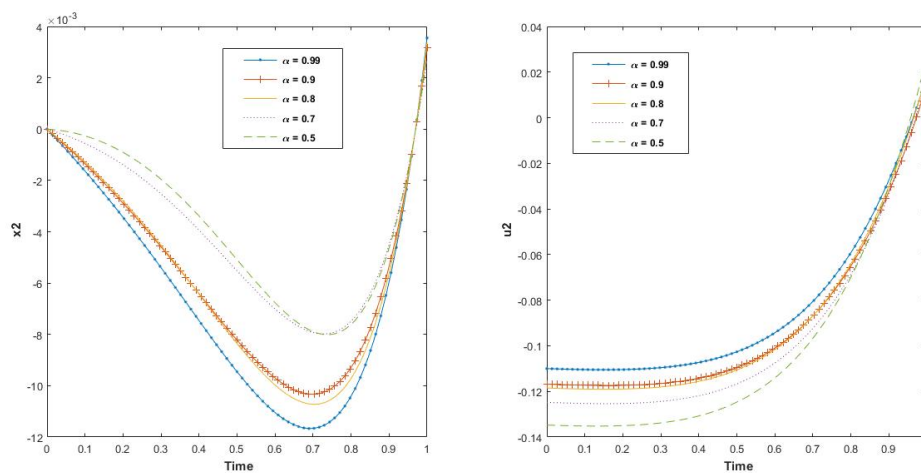 ×10⁻³
4
2
0
-2
-4
-6
-8
-10
-12
x2
0 0.1 0.2 0.3 0.4 0.5 0.6 0.7 0.8 0.9 1
Time
α = 0.99
α = 0.9
α = 0.8
α = 0.7
α = 0.5
0.04
0.02
0
-0.02
-0.04
-0.06
-0.08
-0.1
-0.12
-0.14
u2
0 0.1 0.2 0.3 0.4 0.5 0.6 0.7 0.8 0.9
Time
α = 0.99
α = 0.9
α = 0.8
α = 0.7
α = 0.5